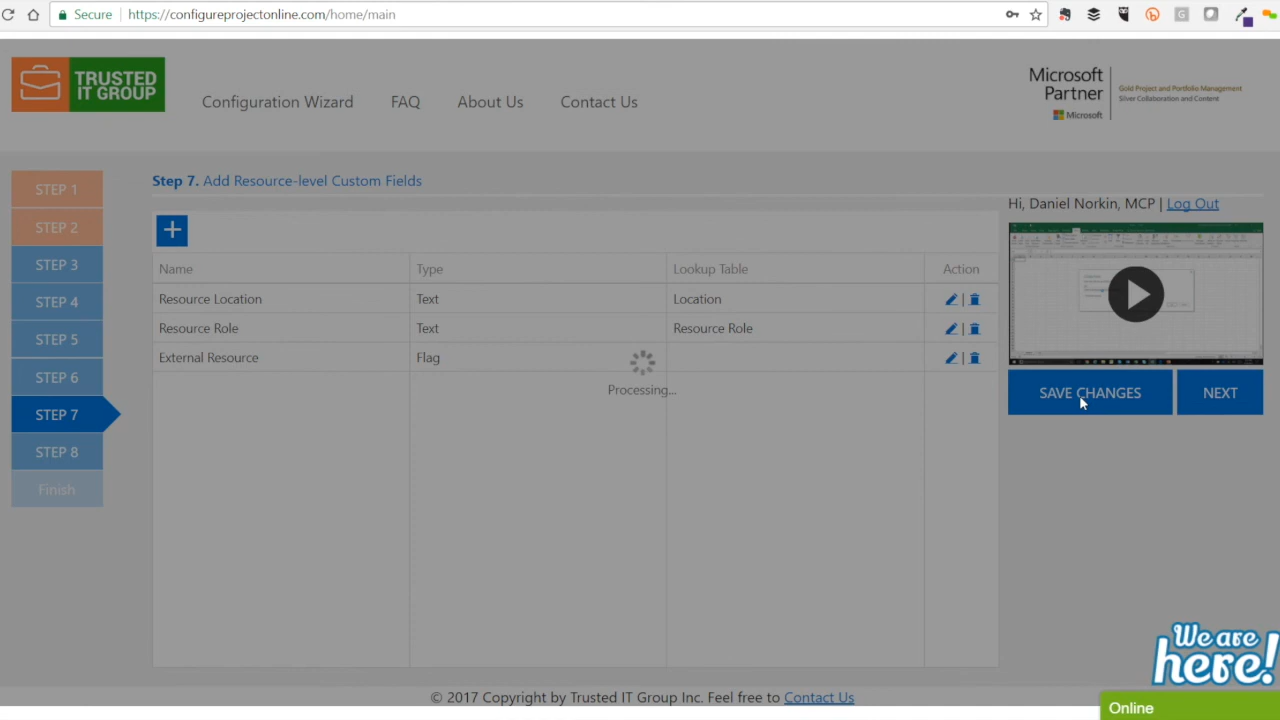 Secure https://configureprojectonline.com/home/main
TRUSTED
IT GROUP
Configuration Wizard FAQ About Us Contact Us
Microsoft
Partner
Gold Project and Portfolio Management
Silver Collaboration and Content
Microsoft
STEP 1
STEP 2
STEP 3
STEP 4
STEP 5
STEP 6
STEP 7
STEP 8
Finish
Step 7. Add Resource-level Custom Fields
Hi, Daniel Norkin, MCP | Log Out
+
Name Type Lookup Table Action
Resource Location Text Location
Resource Role Text Resource Role
External Resource Flag
Processing...
SAVE CHANGES NEXT
We are
here!
© 2017 Copyright by Trusted IT Group Inc. Feel free to Contact Us
Online